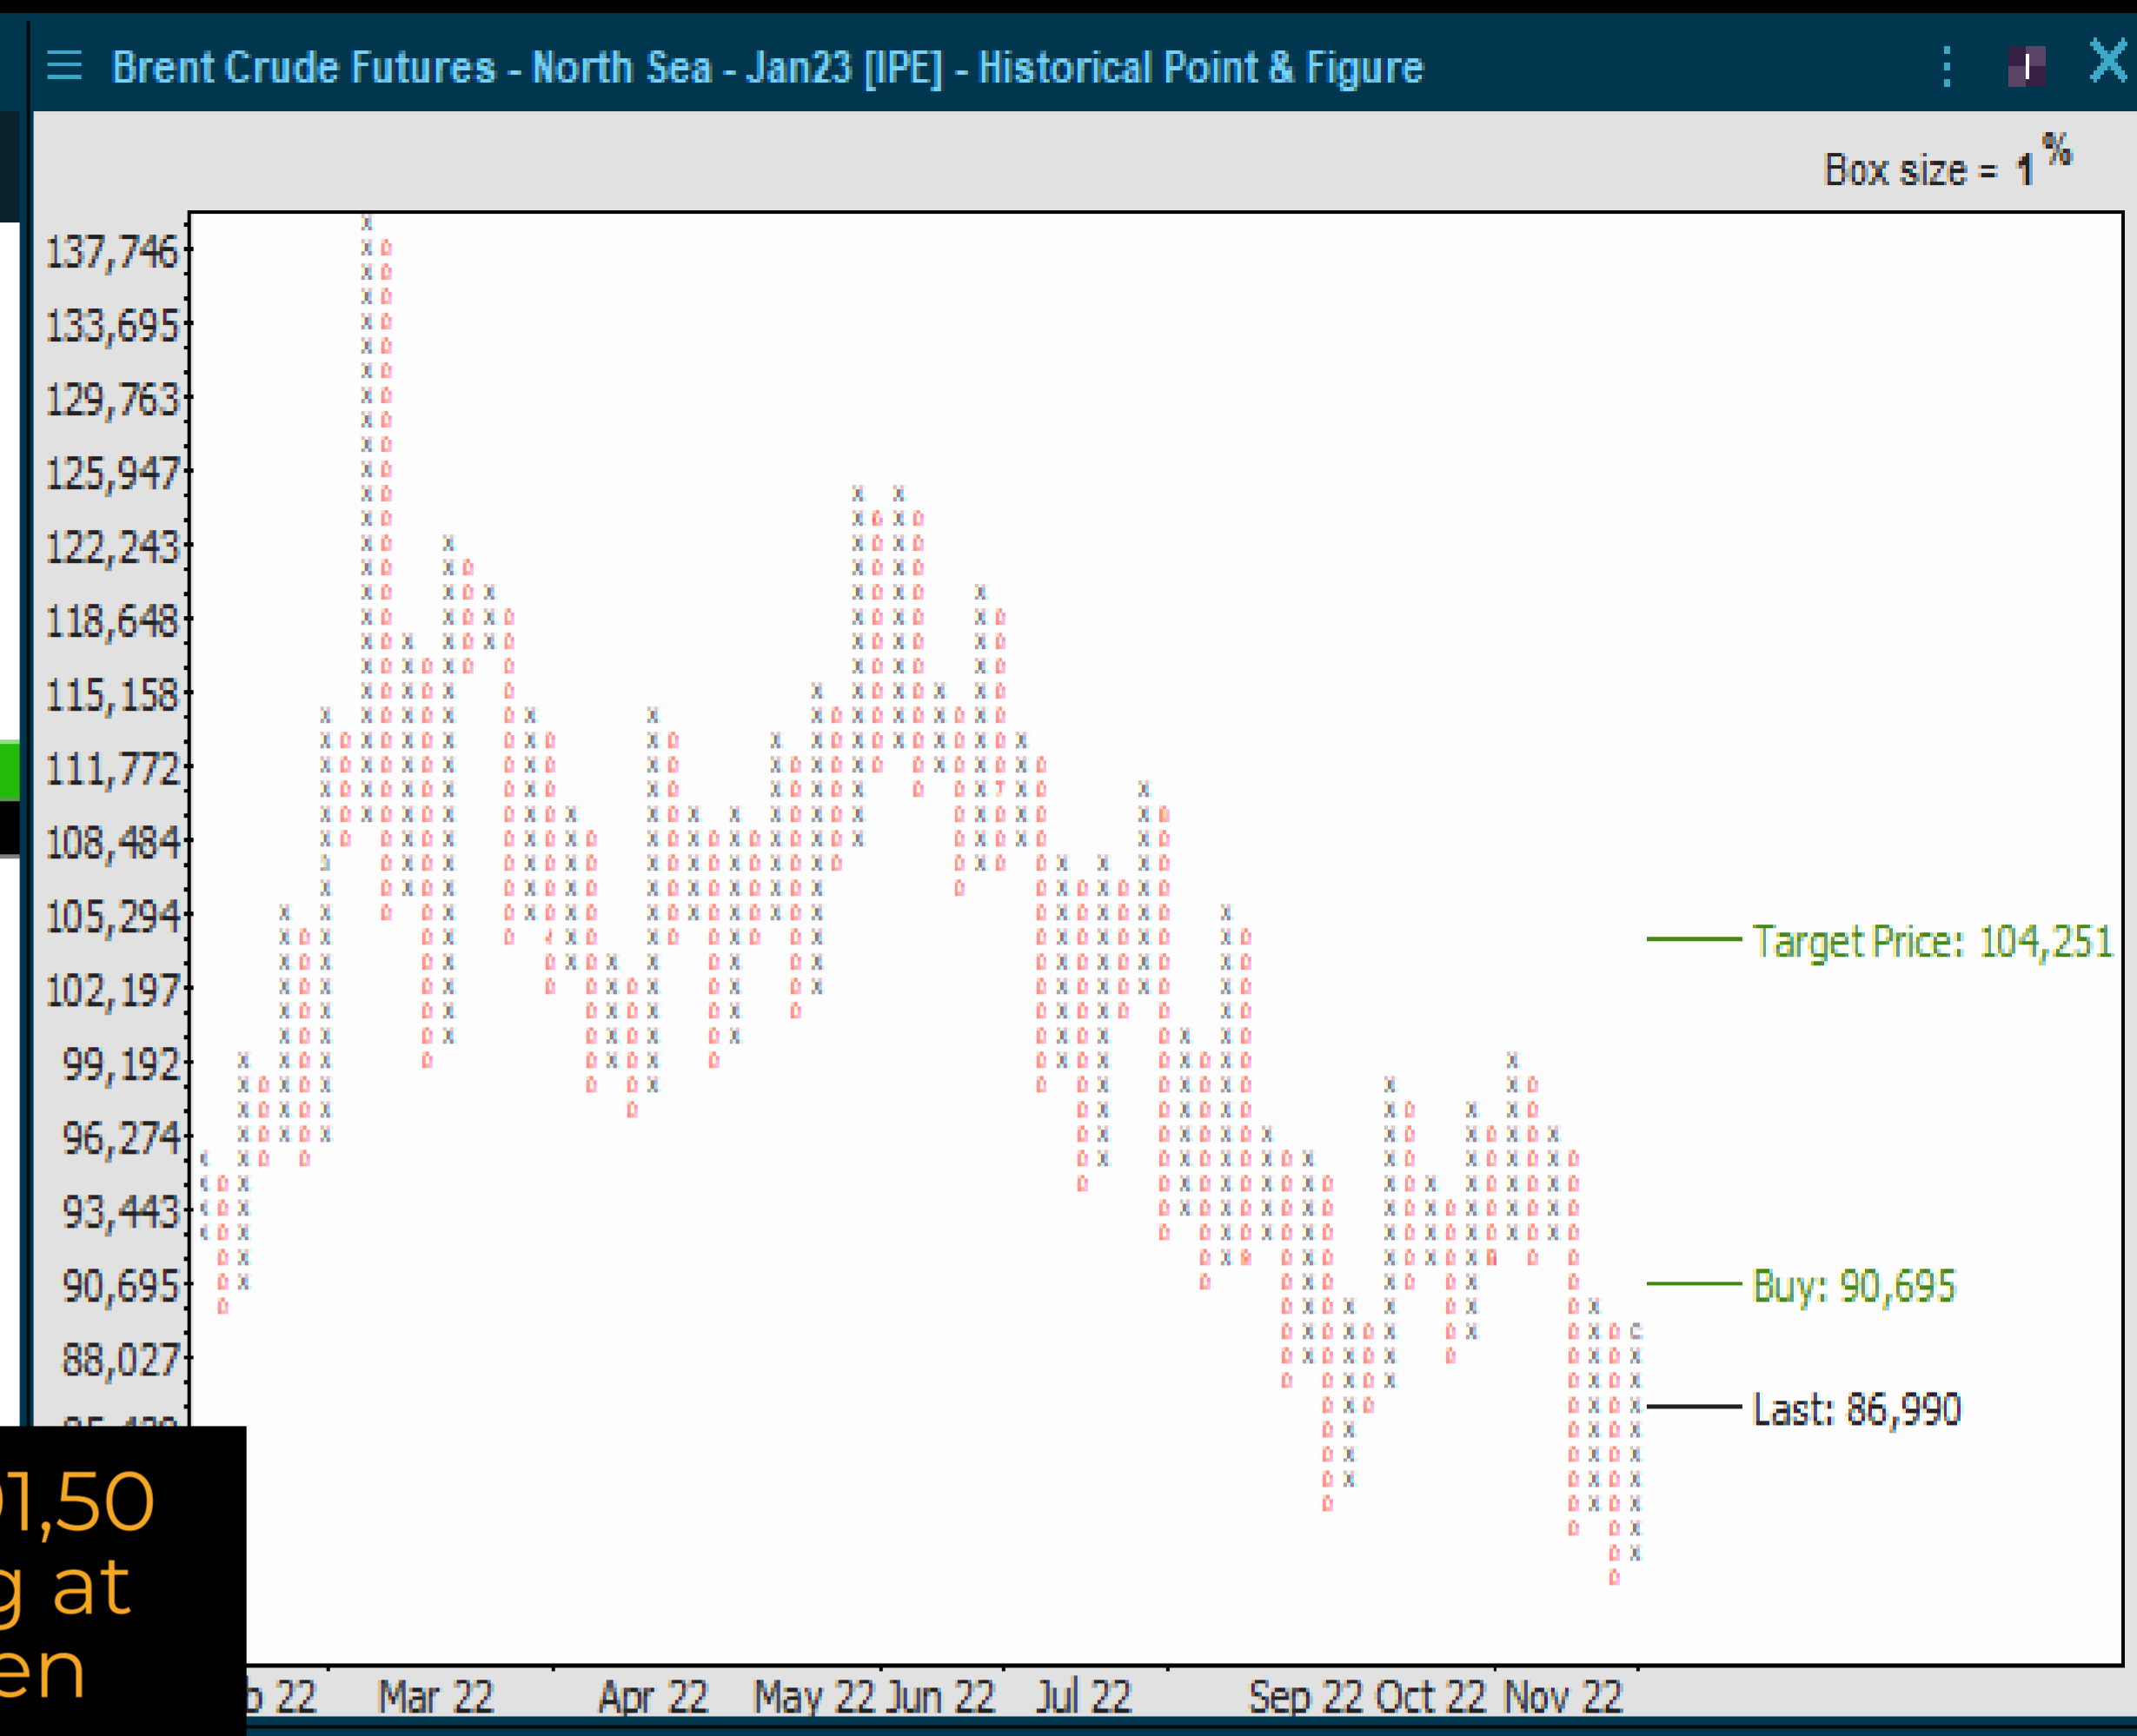 Brent Crude Futures - North Sea - Jan23 [IPE] - Historical Point & Figure
Box size = 1%
137,746
133,695
129,763
125,947
122,243
118,648
115,158
111,772
108,484
105,294
102,197
99,192
96,274
93,443
90,695
88,027
Target Price: 104,251
Buy: 90,695
Last: 86,990
1,50
at
en
22 Mar 22 Apr 22 May 22 Jun 22 Jul 22 Sep 22 Oct 22 Nov 22